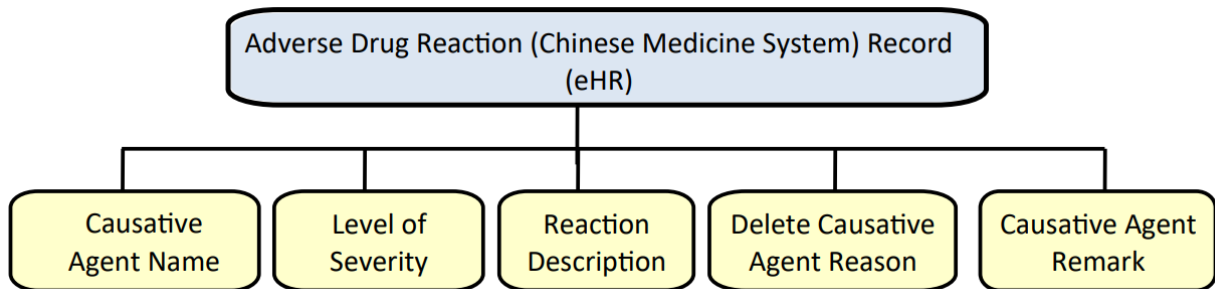 Adverse Drug Reaction (Chinese Medicine System) Record
(eHR)
Causative
Agent Name
Level of
Severity
Reaction
Description
Delete Causative
Agent Reason
Causative Agent
Remark